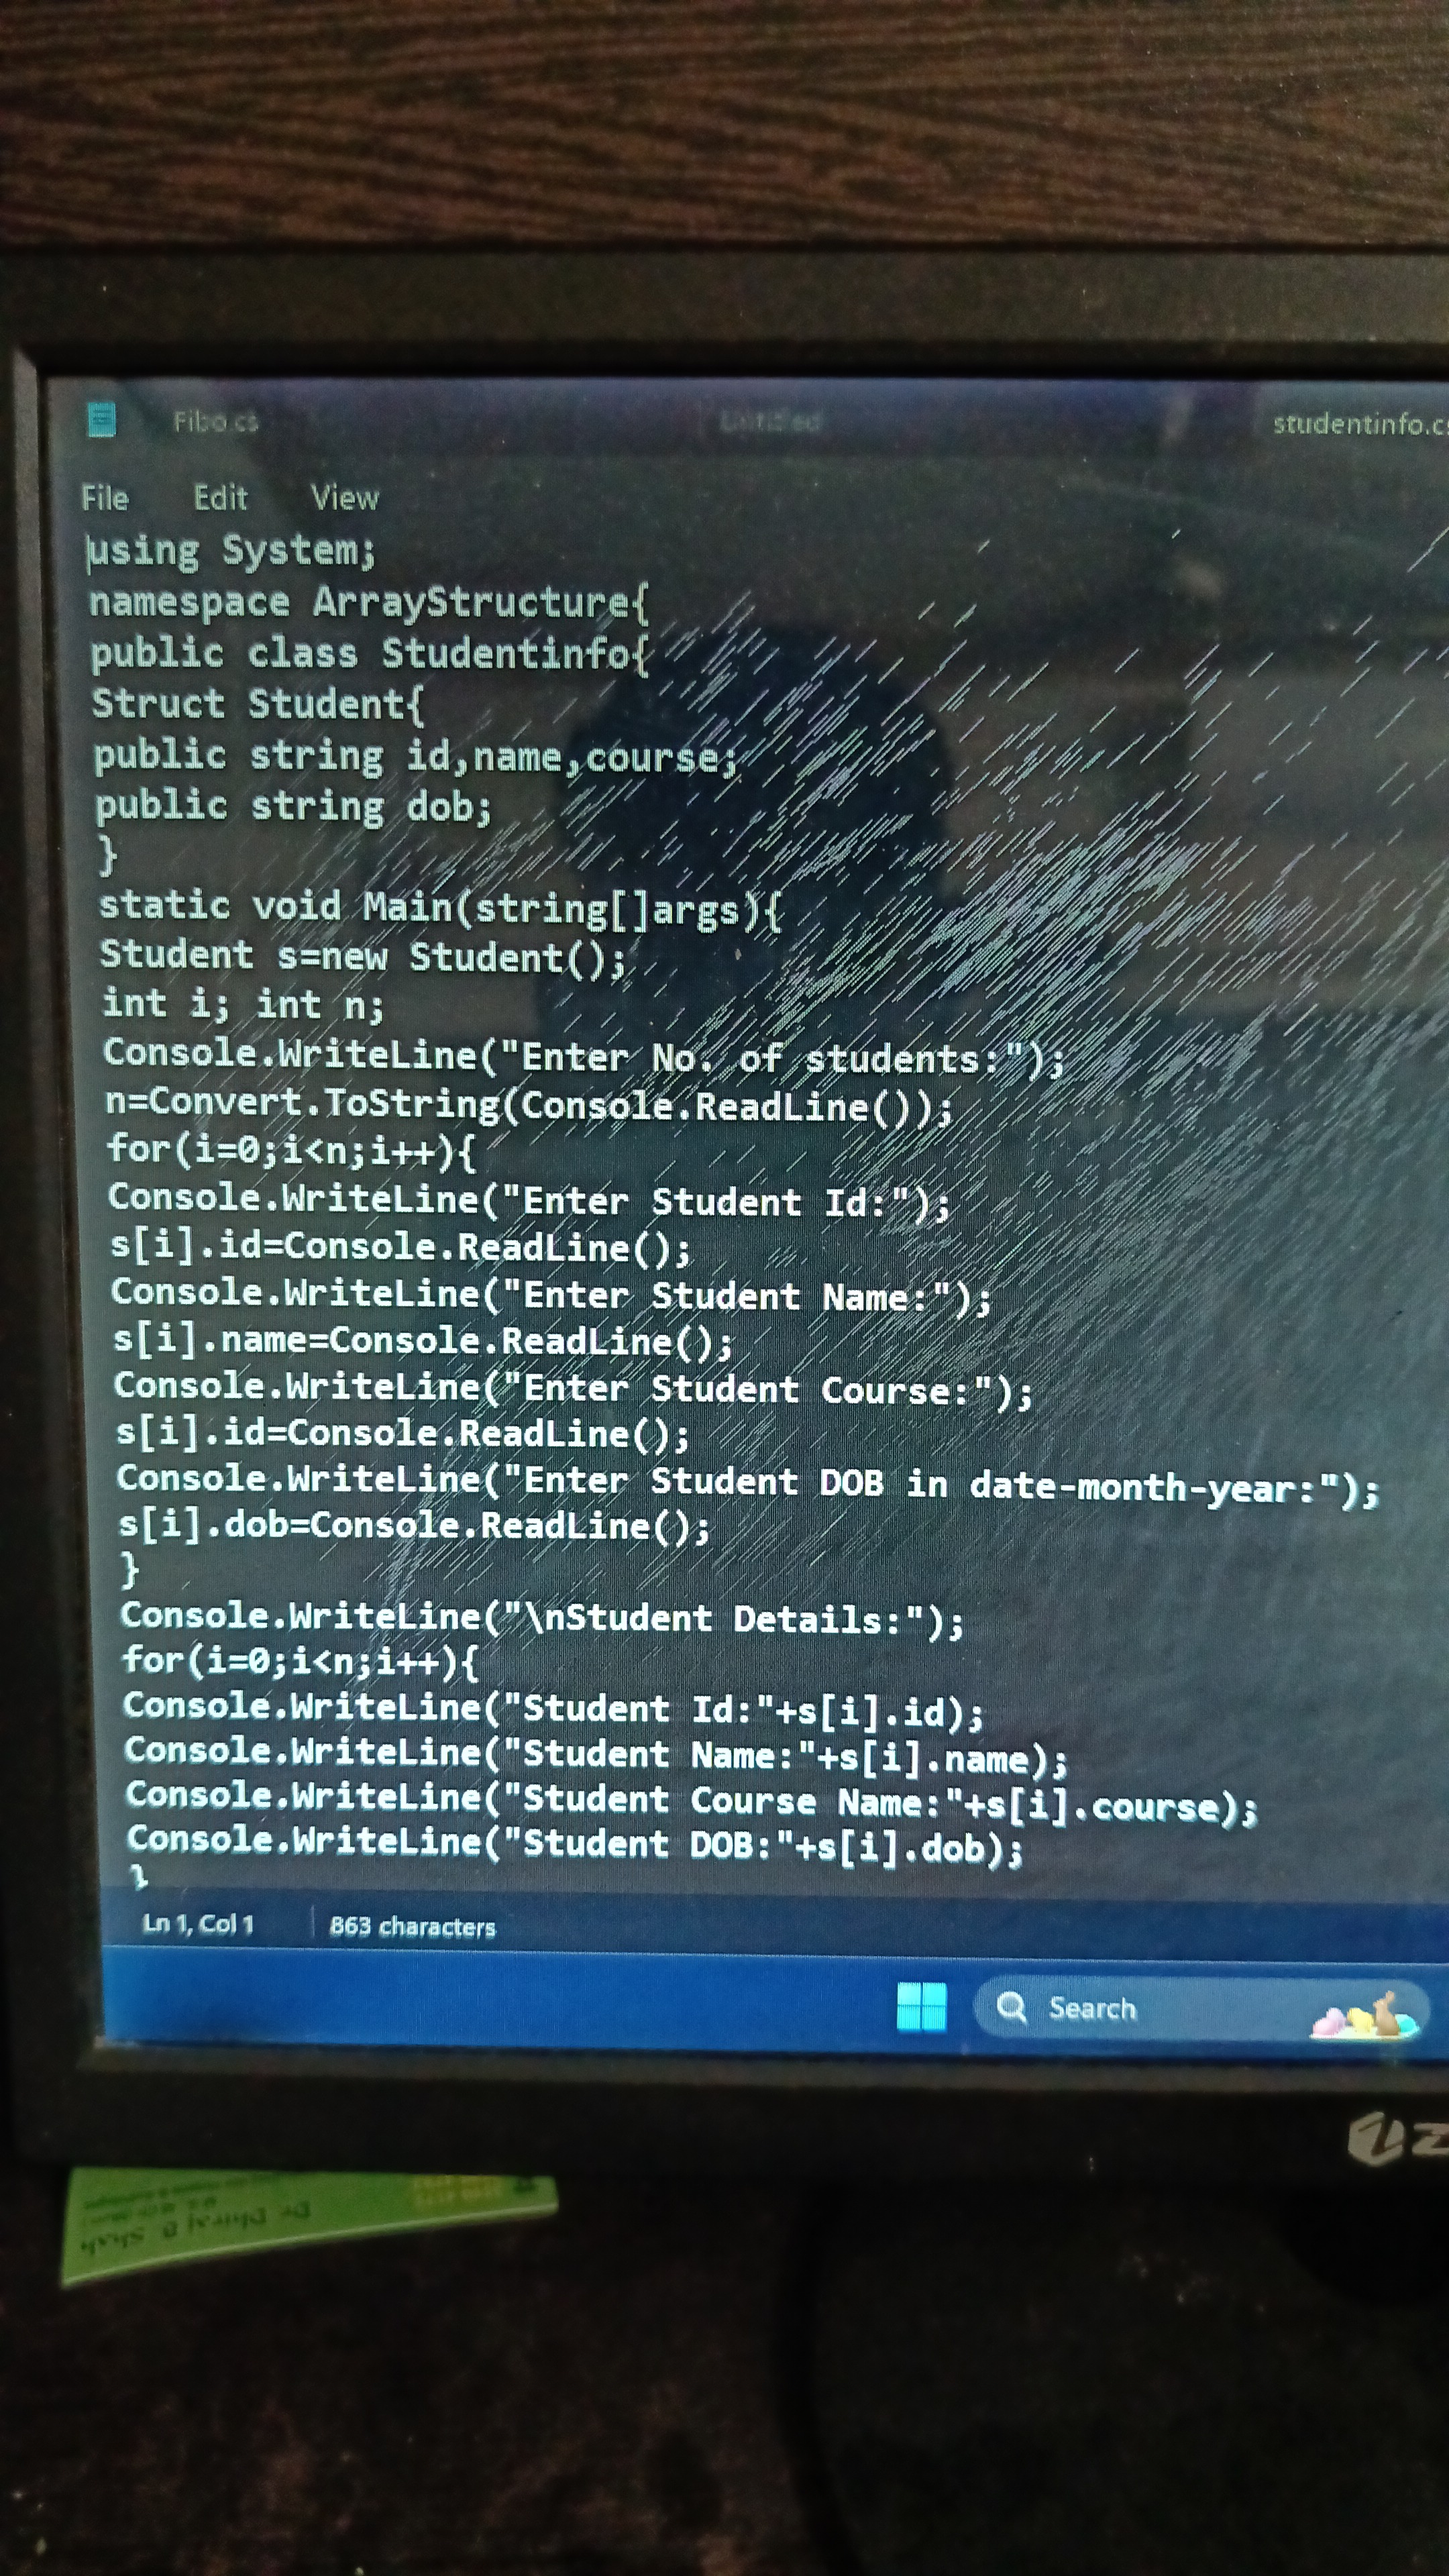 Fibo.cs Untitled studentinfo.cs
File Edit View
using System;
namespace ArrayStructure{
public class Studentinfo{
Struct Student{
public string id,name,course;
public string dob;
}
static void Main(string[]args){
Student s=new Student();
int i; int n;
Console.WriteLine("Enter No. of students:");
n=Convert.ToString(Console.ReadLine());
for(i=0;i<n;i++){
Console.WriteLine("Enter Student Id:");
s[i].id=Console.ReadLine();
Console.WriteLine("Enter Student Name:");
s[i].name=Console.ReadLine();
Console.WriteLine("Enter Student Course:");
s[i].id=Console.ReadLine();
Console.WriteLine("Enter Student DOB in date-month-year:");
s[i].dob=Console.ReadLine();
}
Console.WriteLine("\nStudent Details:");
for(i=0;i<n;i++){
Console.WriteLine("Student Id:"+s[i].id);
Console.WriteLine("Student Name:"+s[i].name);
Console.WriteLine("Student Course Name:"+s[i].course);
Console.WriteLine("Student DOB:"+s[i].dob);
}
Ln 1, Col 1 863 characters
Search
Dr Dhiraj B Shah